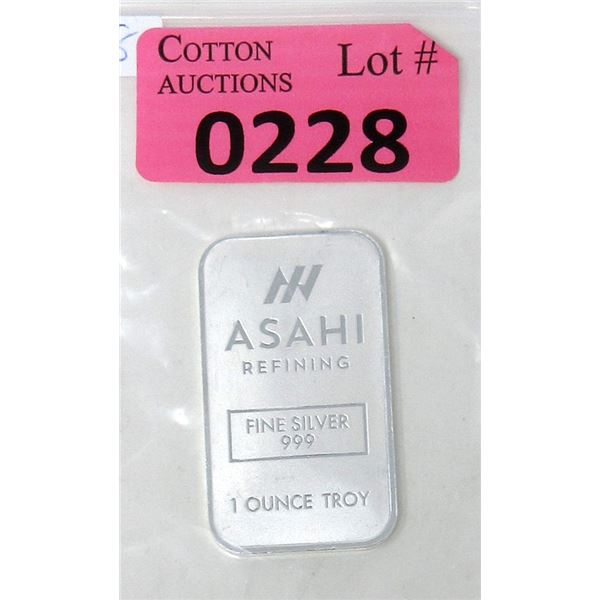 COTTON AUCTIONS Lot #
0228
ASAHI
REFINING
FINE SILVER
999
1 OUNCE TROY